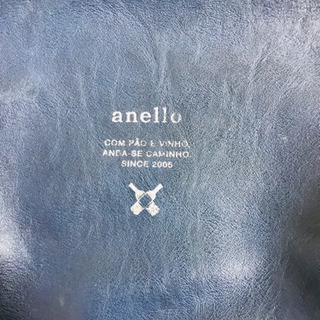 anello
COM PÃO E VINHO,
ANDA-SE CAMINHO.
SINCE 2005